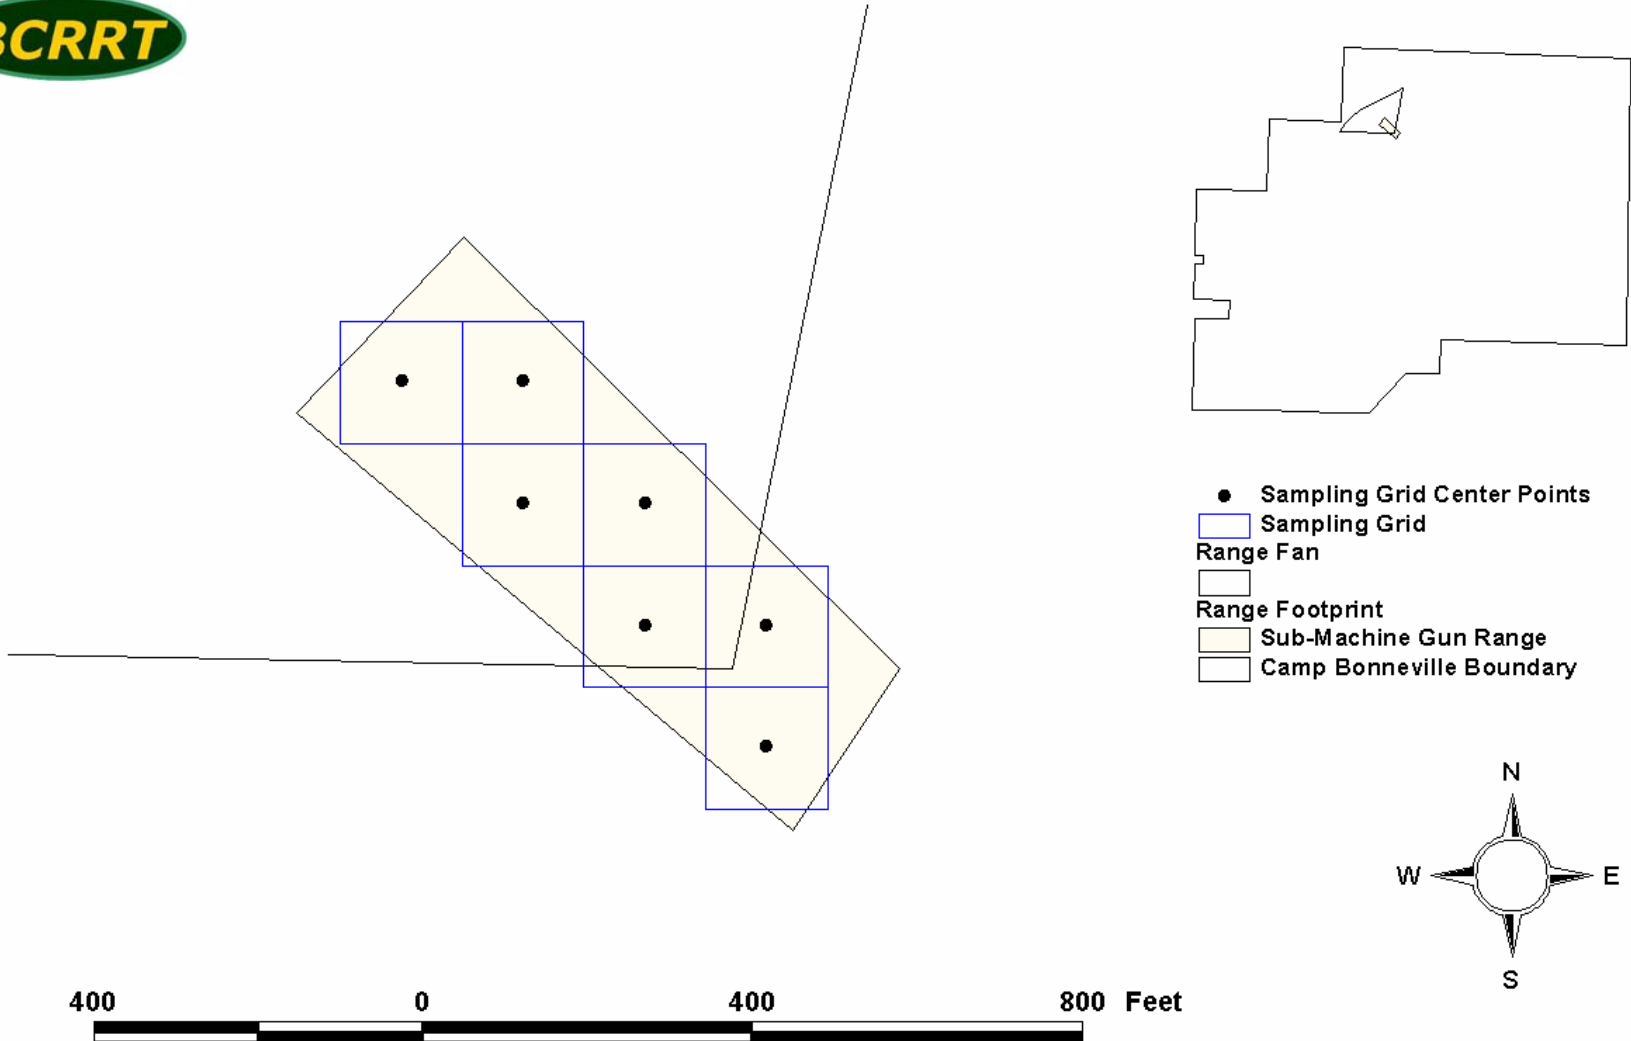 BCRRT
Sampling Grid Center Points
Sampling Grid
Range Fan
Range Footprint
Sub-Machine Gun Range
Camp Bonneville Boundary
N
W E
S
400 0 400 800 Feet